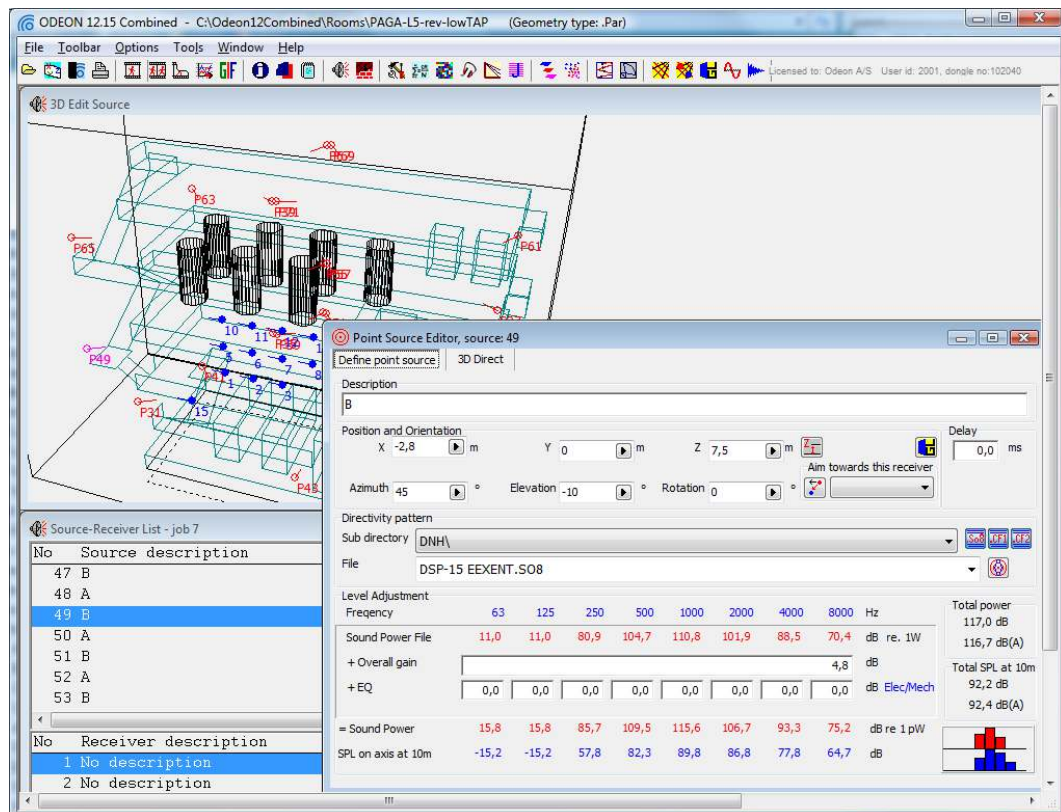 ODEON 12.15 Combined - C:\Odeon12Combined\Rooms\PAGA-L5-rev-lowTAP (Geometry type: .Par)
File Toolbar Options Tools Window Help
GIF Licensed to: Odeon A/S User id: 2001, dongle no:102040
3D Edit Source
P63
P65
P61
10
11
12
P49
5
6
7
8
P41
1
2
3
15
P31
P43
Point Source Editor, source: 49
Define point source 3D Direct
Description
B
Position and Orientation Delay
X -2,8 m Y 0 m Z 7,5 m 0,0 ms
Aim towards this receiver
Azimuth 45 ° Elevation -10 ° Rotation 0 °
Directivity pattern
Sub directory DNH\ .So8 .CF1 .CF2
File DSP-15 EEXENT.SO8
Level Adjustment
Freqency 63 125 250 500 1000 2000 4000 8000 Hz
Sound Power File 11,0 11,0 80,9 104,7 110,8 101,9 88,5 70,4 dB re. 1W
+ Overall gain 4,8 dB
+ EQ 0,0 0,0 0,0 0,0 0,0 0,0 0,0 0,0 dB Elec/Mech
= Sound Power 15,8 15,8 85,7 109,5 115,6 106,7 93,3 75,2 dB re 1 pW
SPL on axis at 10m -15,2 -15,2 57,8 82,3 89,8 86,8 77,8 64,7 dB
Total power
117,0 dB
116,7 dB(A)
Total SPL at 10m
92,2 dB
92,4 dB(A)
Source-Receiver List - job 7
No Source description
47 B
48 A
49 B
50 A
51 B
52 A
53 B
No Receiver description
1 No description
2 No description